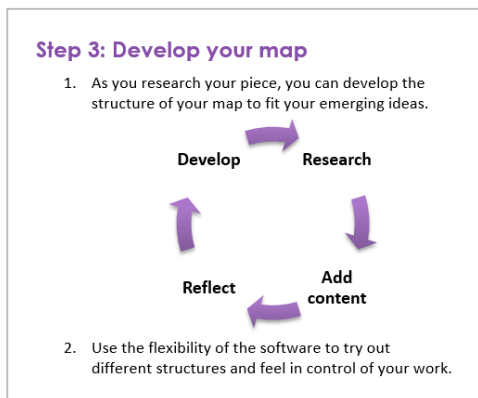 Step 3: Develop your map
1. As you research your piece, you can develop the
structure of your map to fit your emerging ideas.
Develop
Research
Reflect
Add
content
2. Use the flexibility of the software to try out
different structures and feel in control of your work.